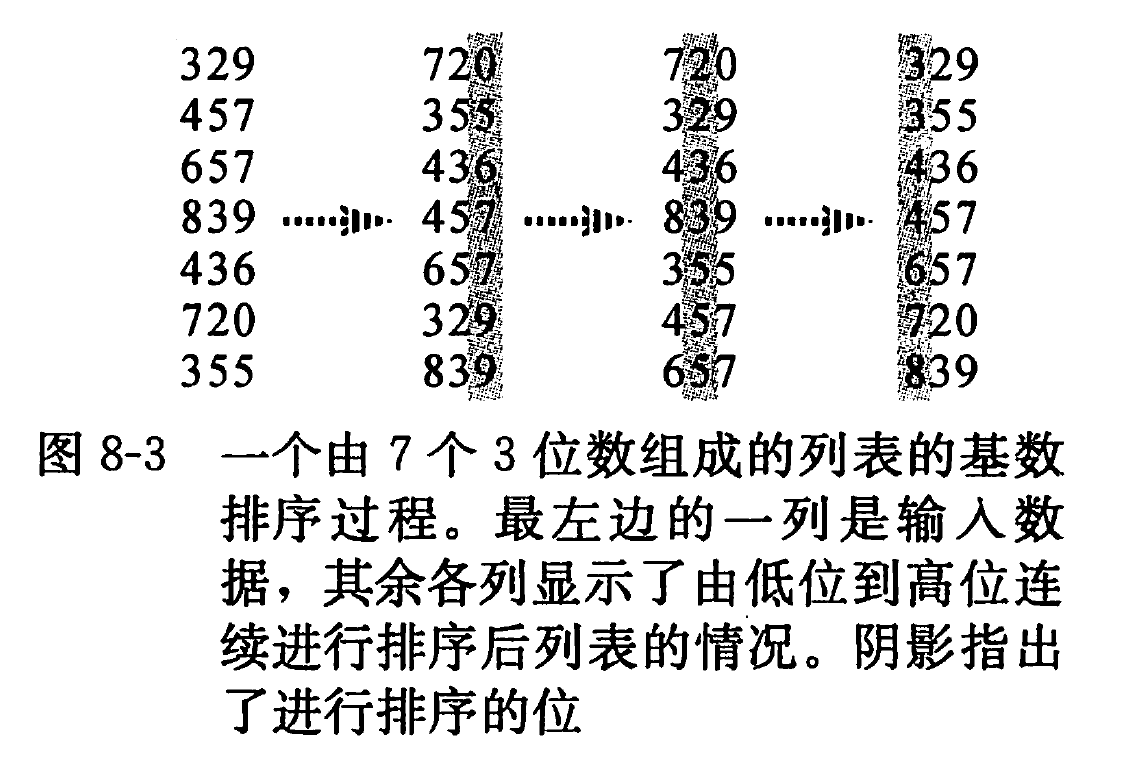 329 720 720 329
457 355 329 355
657 436 436 436
839 457 839 457
436 657 355 657
720 329 457 720
355 839 657 839
图 8-3 一个由 7 个 3 位数组成的列表的基数
排序过程。最左边的一列是输入数
据，其余各列显示了由低位到高位连
续进行排序后列表的情况。阴影指出
了进行排序的位